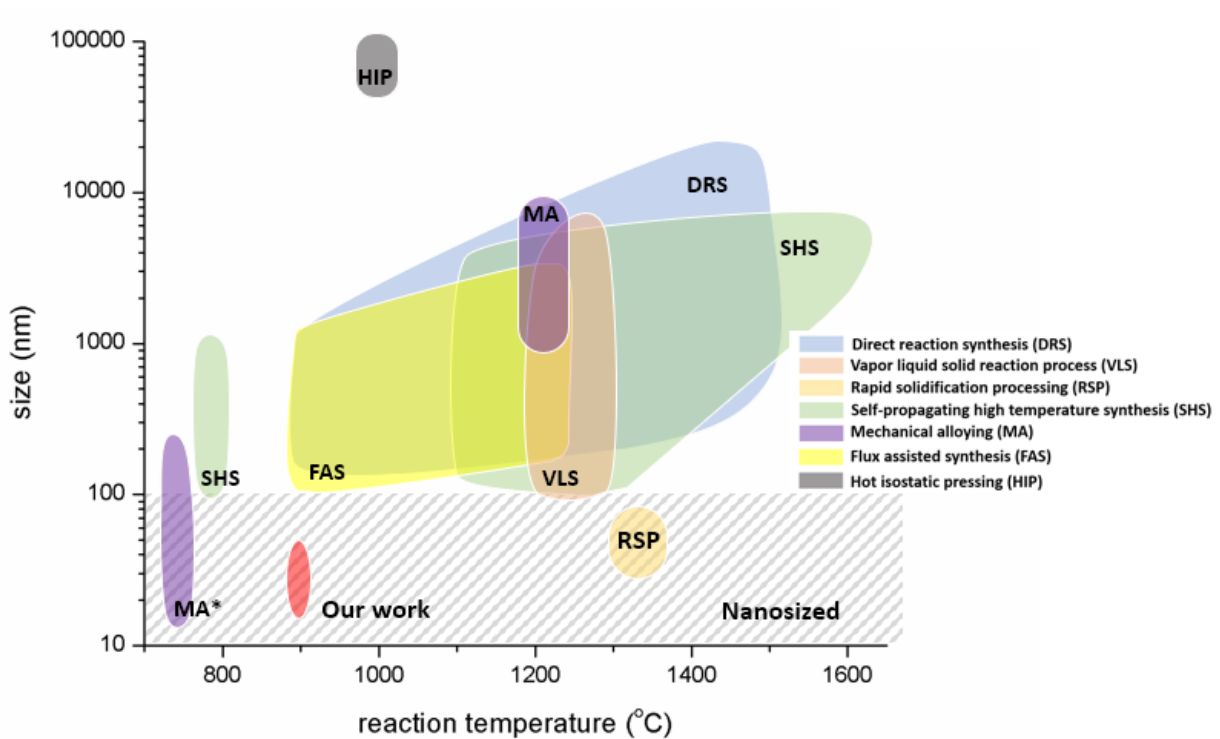 100000
10000
1000
100
10
size (nm)
HIP
DRS
MA
SHS
SHS
FAS
VLS
RSP
MA*
Our work
Nanosized
Direct reaction synthesis (DRS)
Vapor liquid solid reaction process (VLS)
Rapid solidification processing (RSP)
Self-propagating high temperature synthesis (SHS)
Mechanical alloying (MA)
Flux assisted synthesis (FAS)
Hot isostatic pressing (HIP)
800 1000 1200 1400 1600
reaction temperature (°C)